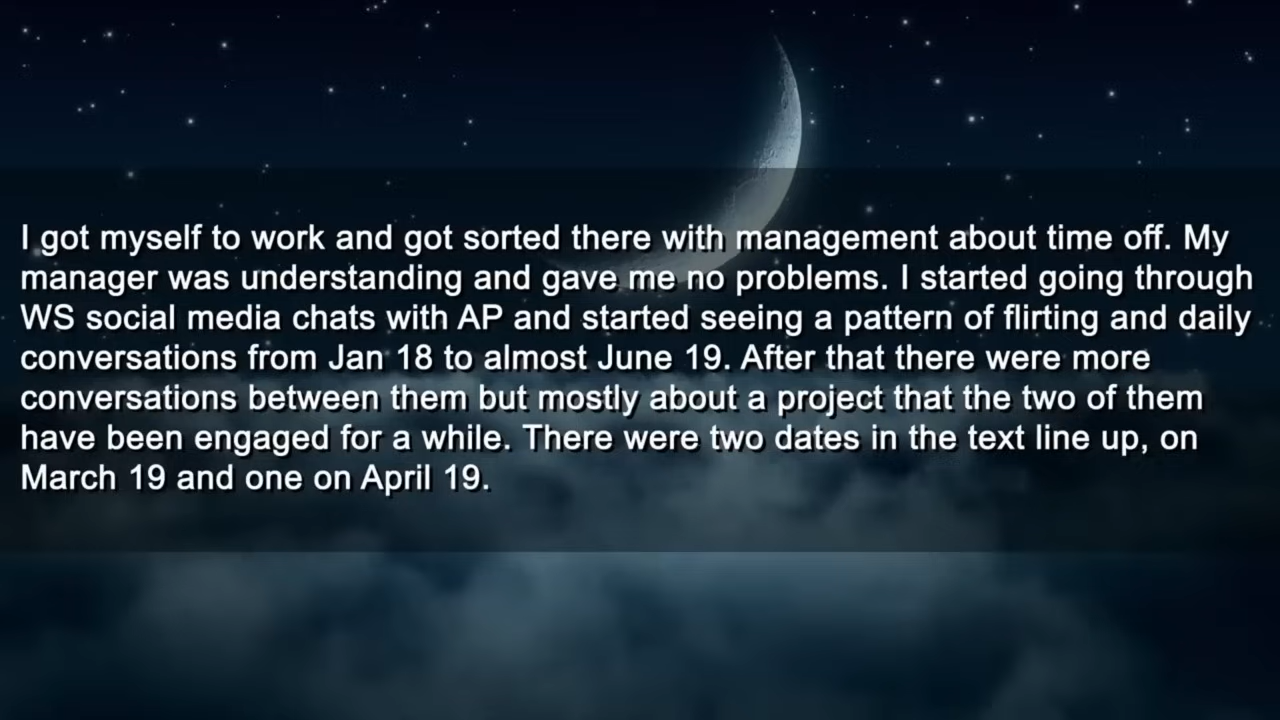 I got myself to work and got sorted there with management about time off. My
manager was understanding and gave me no problems. I started going through
WS social media chats with AP and started seeing a pattern of flirting and daily
conversations from Jan 18 to almost June 19. After that there were more
conversations between them but mostly about a project that the two of them
have been engaged for a while. There were two dates in the text line up, on
March 19 and one on April 19.